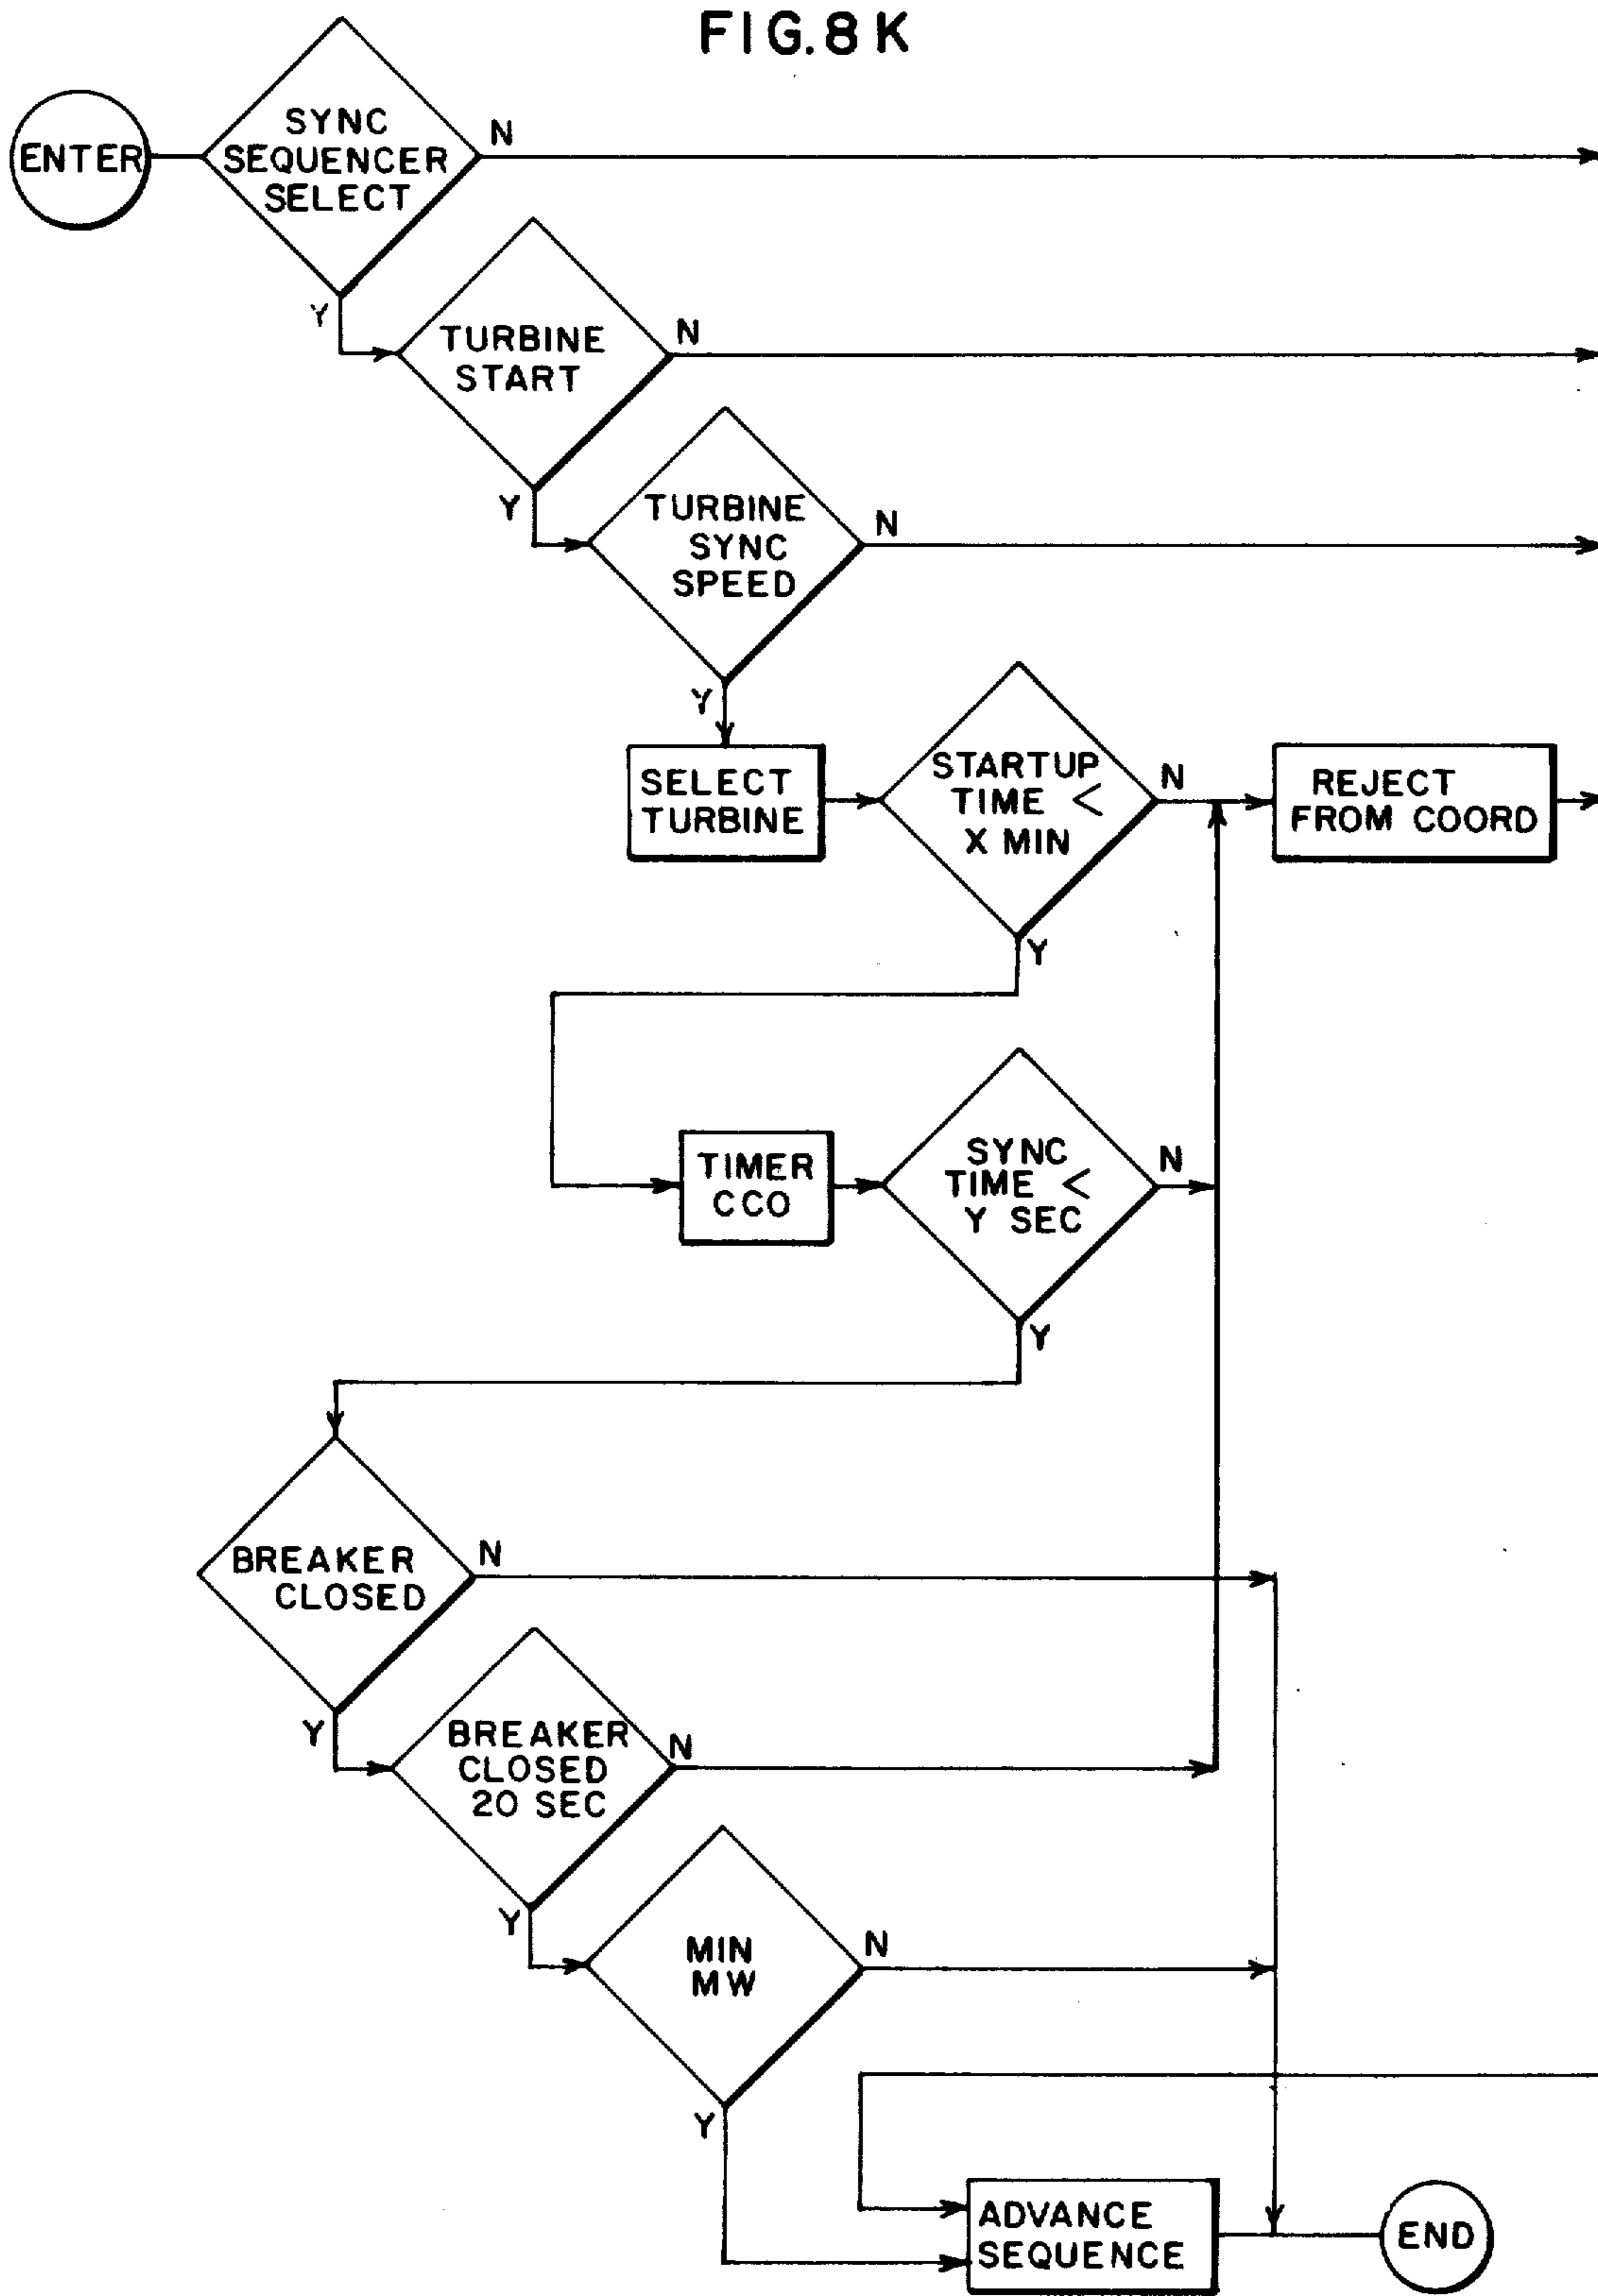 FIG.8 K
ENTER
SYNC
SEQUENCER
SELECT
N
Y
TURBINE
START
N
Y
TURBINE
SYNC
SPEED
N
Y
SELECT
TURBINE
STARTUP
TIME <
X MIN
N
REJECT
FROM COORD
Y
TIMER
CCO
SYNC
TIME <
Y SEC
N
Y
BREAKER
CLOSED
N
Y
BREAKER
CLOSED
20 SEC
N
Y
MIN
MW
N
Y
ADVANCE
SEQUENCE
END